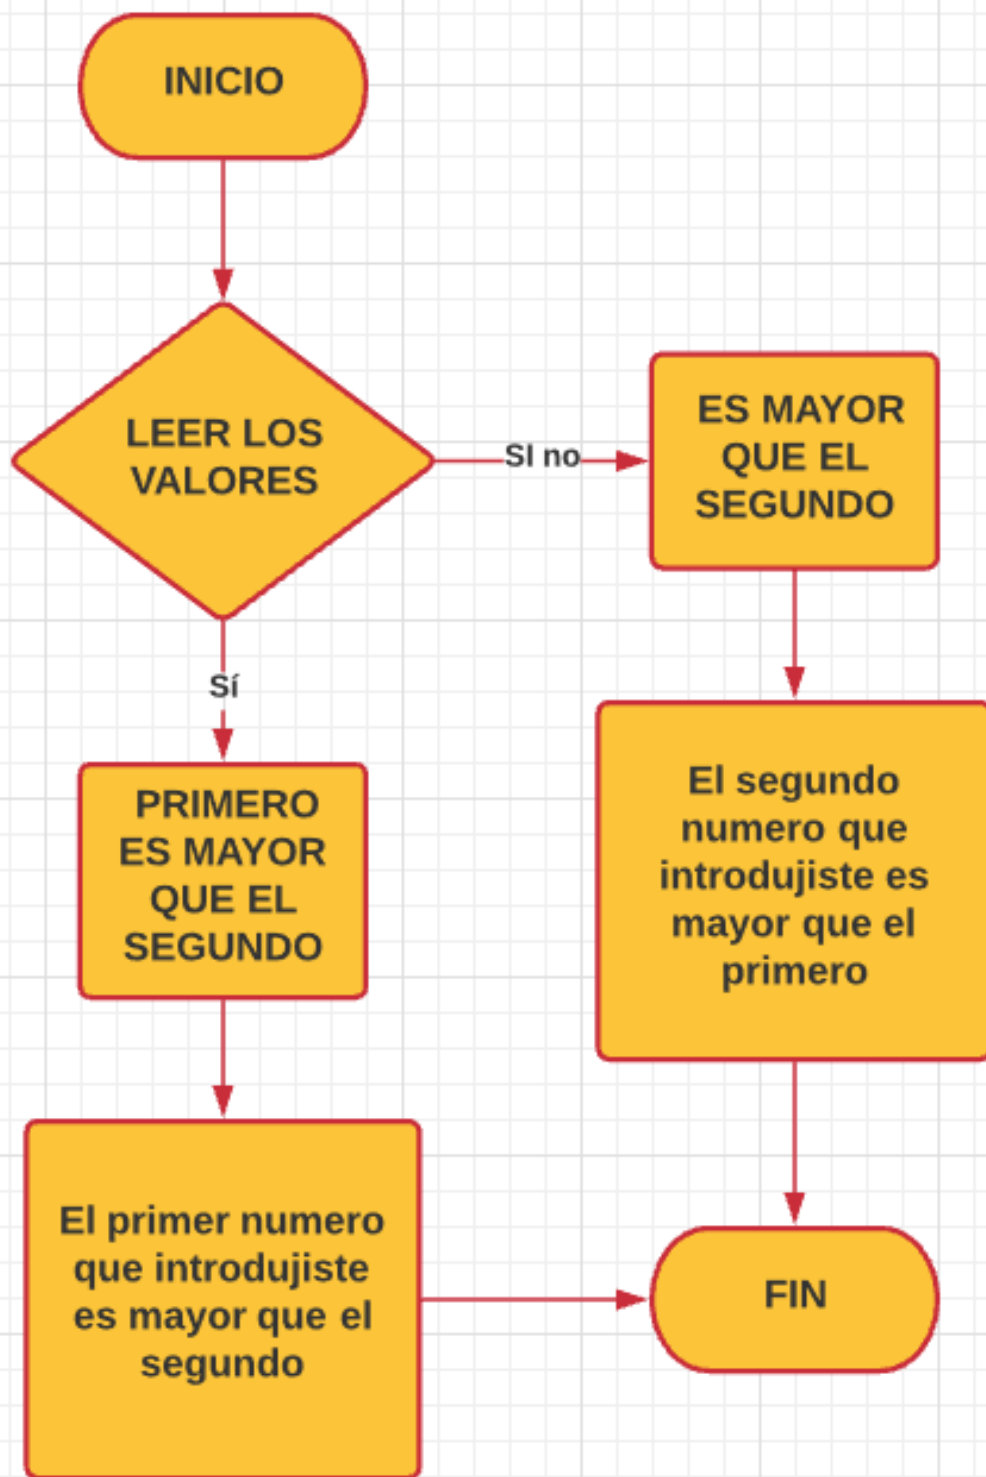 INICIO
LEER LOS
VALORES
SI no
ES MAYOR
QUE EL
SEGUNDO
Sí
PRIMERO
ES MAYOR
QUE EL
SEGUNDO
El segundo
numero que
introdujiste es
mayor que el
primero
El primer numero
que introdujiste
es mayor que el
segundo
FIN